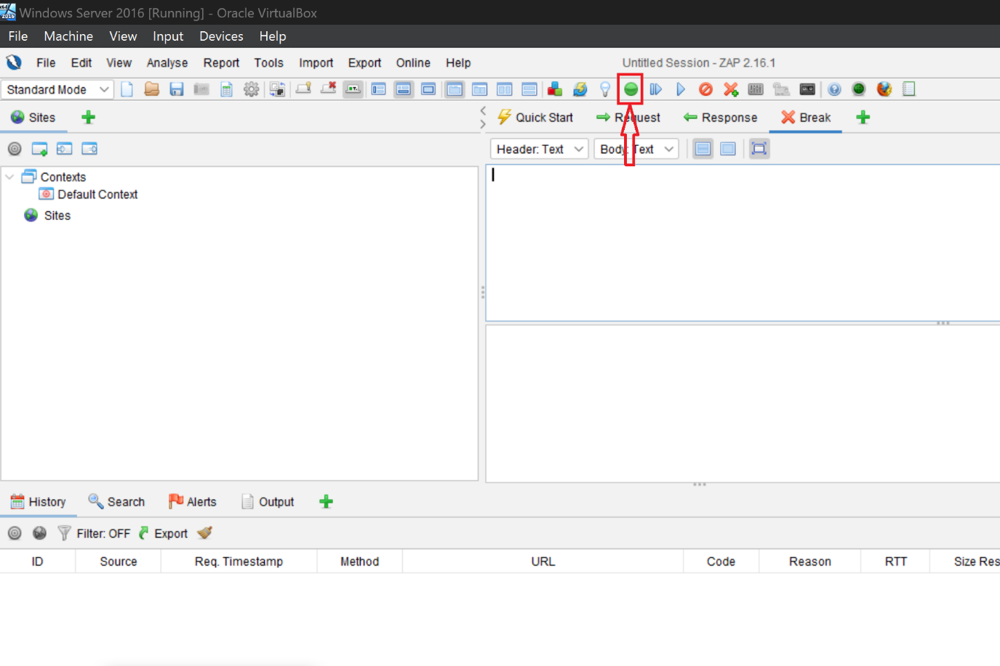 Windows Server 2016 [Running] - Oracle VirtualBox
File Machine View Input Devices Help
File Edit View Analyse Report Tools Import Export Online Help Untitled Session - ZAP 2.16.1
Standard Mode
Sites Quick Start Request Response Break
Header: Text Body: Text
Contexts
Default Context
Sites
History Search Alerts Output
Filter: OFF Export
ID Source Req. Timestamp Method URL Code Reason RTT Size Res